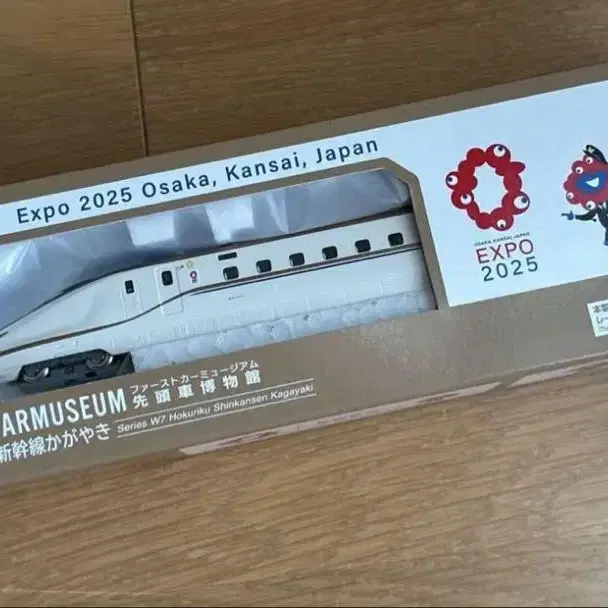 Expo 2025 Osaka, Kansai, Japan
OSAKA, KANSAI, JAPAN
EXPO
2025
ARMUSEUM ファーストカーミュージアム
先頭車博物館
新幹線かがやき Series W7 Hokuriku Shinkansen Kagayaki